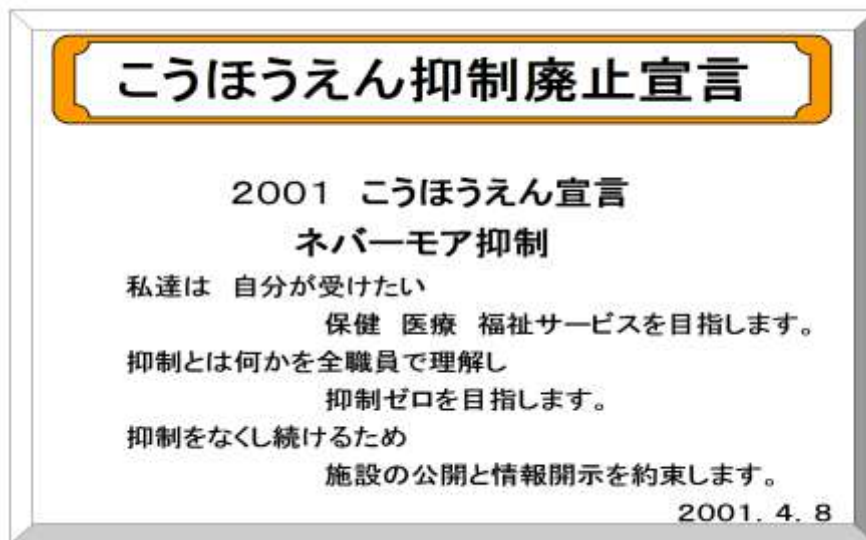 こうほうえん抑制廃止宣言
2001　こうほうえん宣言
ネバーモア抑制
私達は　自分が受けたい
保健　医療　福祉サービスを目指します。
抑制とは何かを全職員で理解し
抑制ゼロを目指します。
抑制をなくし続けるため
施設の公開と情報開示を約束します。
2001. 4. 8